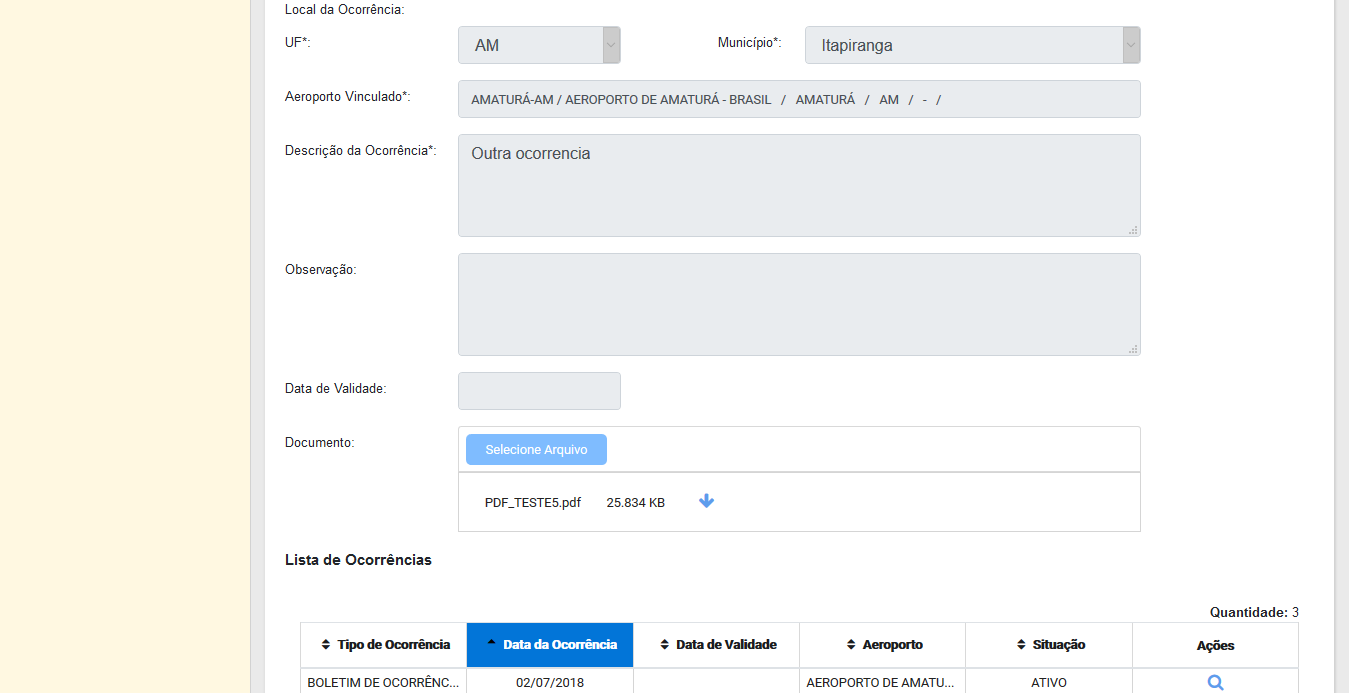 Local da Ocorrência:
UF*: AM Município*: Itapiranga
Aeroporto Vinculado*: AMATURÁ-AM / AEROPORTO DE AMATURÁ - BRASIL / AMATURÁ / AM / - /
Descrição da Ocorrência*: Outra ocorrencia
Observação:
Data de Validade:
Documento: Selecione Arquivo
PDF_TESTE5.pdf 25.834 KB
Lista de Ocorrências
Quantidade: 3
Tipo de Ocorrência Data da Ocorrência Data de Validade Aeroporto Situação Ações
BOLETIM DE OCORRÊNC... 02/07/2018 AEROPORTO DE AMATU... ATIVO